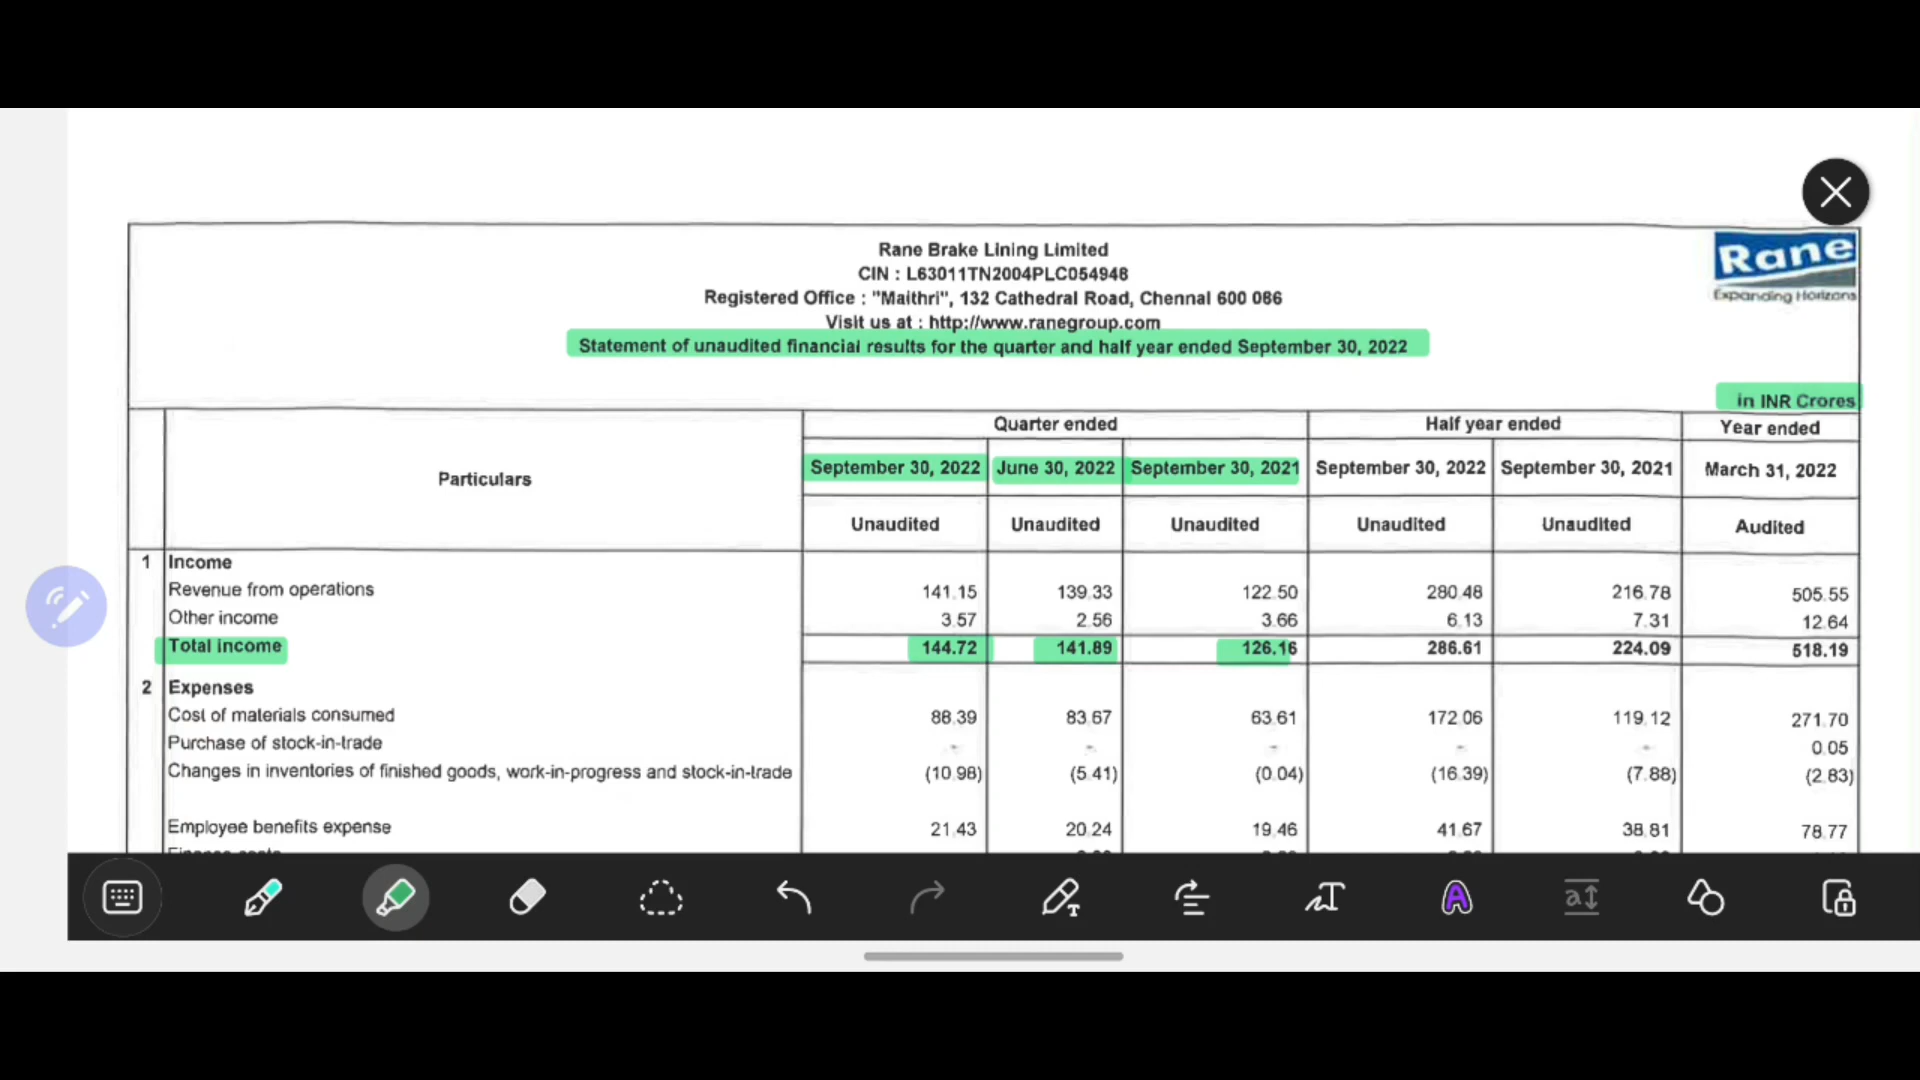 Rane
Expanding Horizons
Rane Brake Lining Limited
CIN : L63011TN2004PLC054948
Registered Office : "Maithri", 132 Cathedral Road, Chennai 600 086
Visit us at : http://www.ranegroup.com
Statement of unaudited financial results for the quarter and half year ended September 30, 2022
in INR Crores
Particulars Quarter ended Half year ended Year ended
September 30, 2022 June 30, 2022 September 30, 2021 September 30, 2022 September 30, 2021 March 31, 2022
Unaudited Unaudited Unaudited Unaudited Unaudited Audited
1 Income
Revenue from operations 141.15 139.33 122.50 280.48 216.78 505.55
Other income 3.57 2.56 3.66 6.13 7.31 12.64
Total income 144.72 141.89 126.16 286.61 224.09 518.19
2 Expenses
Cost of materials consumed 88.39 83.67 63.61 172.06 119.12 271.70
Purchase of stock-in-trade - - - - - 0.05
Changes in inventories of finished goods, work-in-progress and stock-in-trade (10.98) (5.41) (0.04) (16.39) (7.88) (2.83)
Employee benefits expense 21.43 20.24 19.46 41.67 38.81 78.77